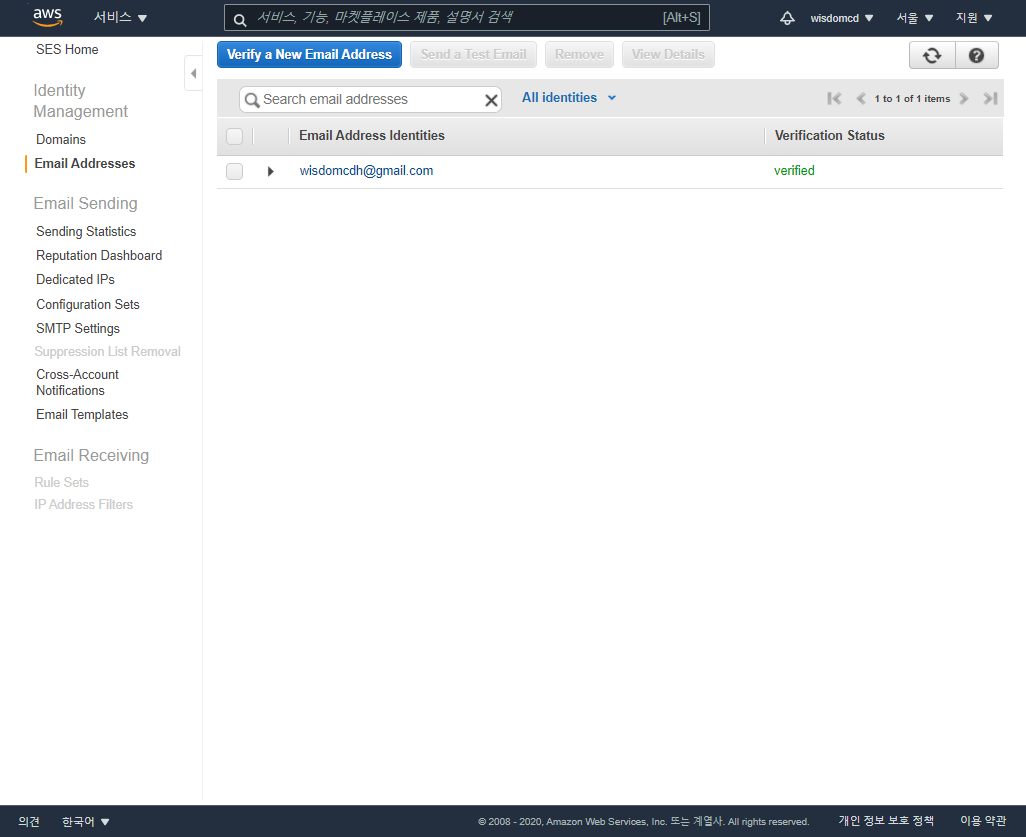 aws 서비스 서비스, 기능, 마켓플레이스 제품, 설명서 검색 [Alt+S] wisdomcd 서울 지원
SES Home
Identity
Management
Domains
Email Addresses
Email Sending
Sending Statistics
Reputation Dashboard
Dedicated IPs
Configuration Sets
SMTP Settings
Suppression List Removal
Cross-Account
Notifications
Email Templates
Email Receiving
Rule Sets
IP Address Filters
Verify a New Email Address Send a Test Email Remove View Details
Search email addresses All identities 1 to 1 of 1 items
Email Address Identities Verification Status
wisdomcdh@gmail.com verified
의견 한국어 © 2008 - 2020, Amazon Web Services, Inc. 또는 계열사. All rights reserved. 개인 정보 보호 정책 이용 약관